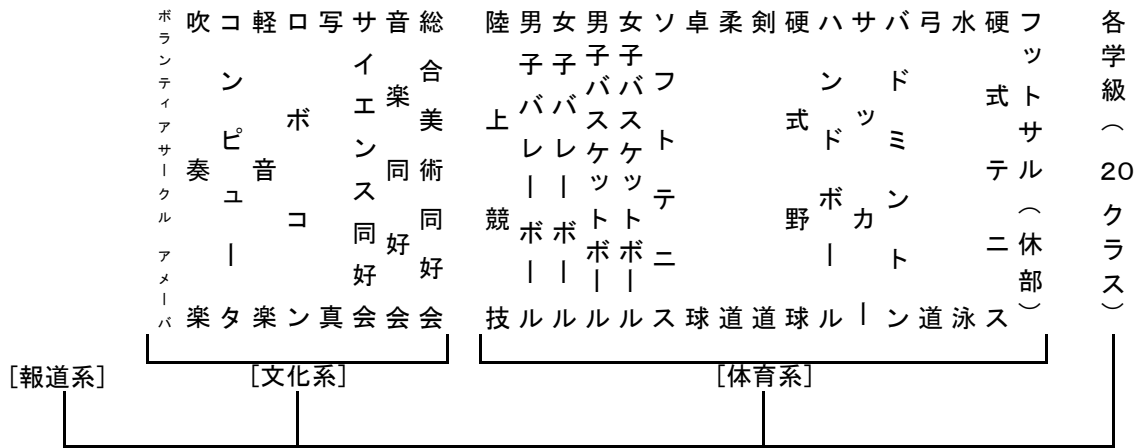 各学級（20クラス）
フットサル（休部）
硬式テニス
水泳
弓道
バドミントン
サッカー
ハンドボール
硬式野球
剣道
柔道
卓球
ソフトテニス
女子バスケットボール
男子バスケットボール
女子バレーボール
男子バレーボール
陸上競技
総合美術同好会
音楽同好会
サイエンス同好会
写真
ロボコン
軽音楽
コンピュータ
吹奏楽
ボランティアサークル アメーバ
[報道系]
[文化系]
[体育系]